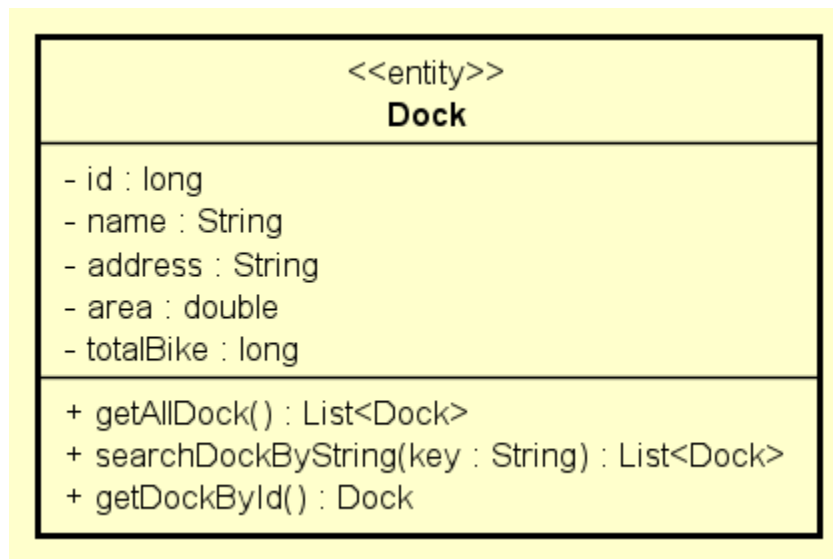 <<entity>>
Dock
- id : long
- name : String
- address : String
- area : double
- totalBike : long
+ getAllDock() : List<Dock>
+ searchDockByString(key : String) : List<Dock>
+ getDockById() : Dock